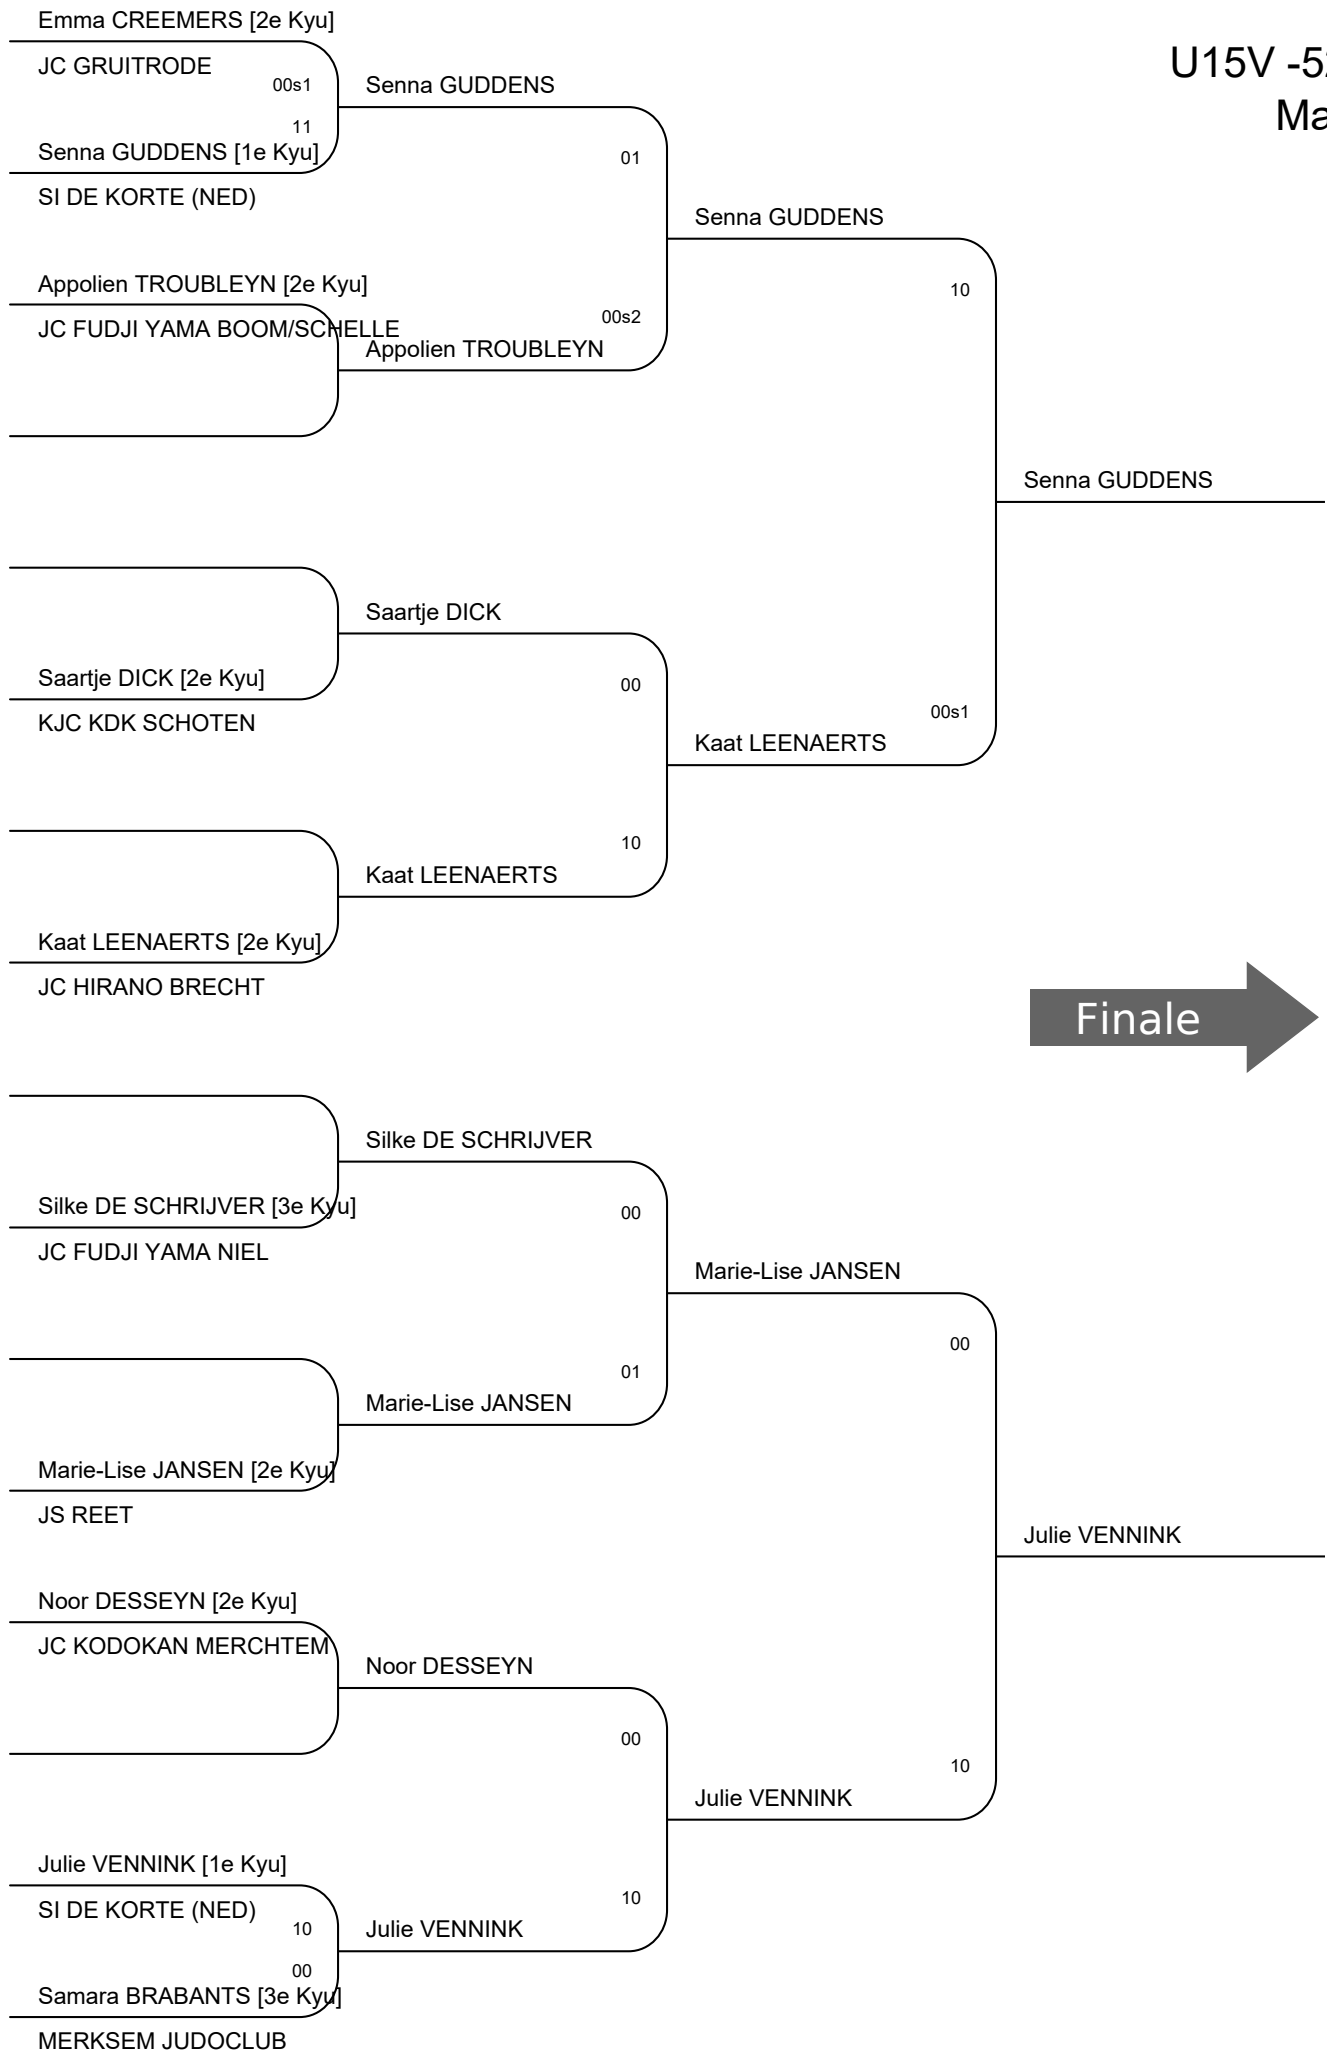 Emma CREEMERS [2e Kyu]
JC GRUITRODE
00s1
Senna GUDDENS
U15V -52
Ma
11
Senna GUDDENS [1e Kyu]
SI DE KORTE (NED)
01
Senna GUDDENS
Appolien TROUBLEYN [2e Kyu]
JC FUDJI YAMA BOOM/SCHELLE
00s2
Appolien TROUBLEYN
10
Senna GUDDENS
Saartje DICK
Saartje DICK [2e Kyu]
KJC KDK SCHOTEN
00
00s1
Kaat LEENAERTS
10
Kaat LEENAERTS
Kaat LEENAERTS [2e Kyu]
JC HIRANO BRECHT
Finale
Silke DE SCHRIJVER
Silke DE SCHRIJVER [3e Kyu]
JC FUDJI YAMA NIEL
00
Marie-Lise JANSEN
00
01
Marie-Lise JANSEN
Marie-Lise JANSEN [2e Kyu]
JS REET
Julie VENNINK
Noor DESSEYN [2e Kyu]
JC KODOKAN MERCHTEM
Noor DESSEYN
00
10
Julie VENNINK
Julie VENNINK [1e Kyu]
SI DE KORTE (NED)
10
10
Julie VENNINK
00
Samara BRABANTS [3e Kyu]
MERKSEM JUDOCLUB